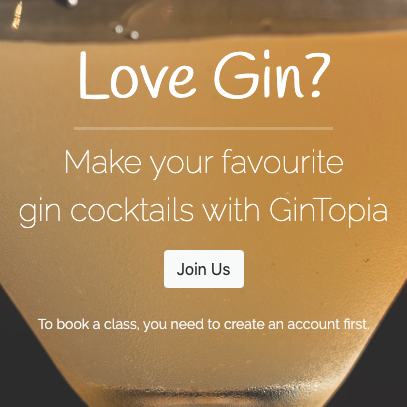 Love Gin?
Make your favourite
gin cocktails with GinTopia
Join Us
To book a class, you need to create an account first.